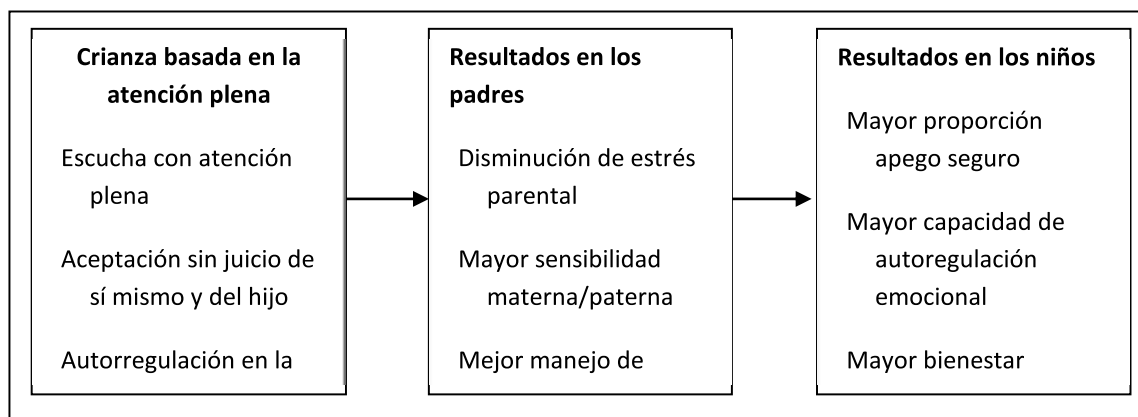 Crianza basada en la
atención plena
Escucha con atención
plena
Aceptación sin juicio de
sí mismo y del hijo
Autorregulación en la
Resultados en los
padres
Disminución de estrés
parental
Mayor sensibilidad
materna/paterna
Mejor manejo de
Resultados en los niños
Mayor proporción
apego seguro
Mayor capacidad de
autoregulación
emocional
Mayor bienestar